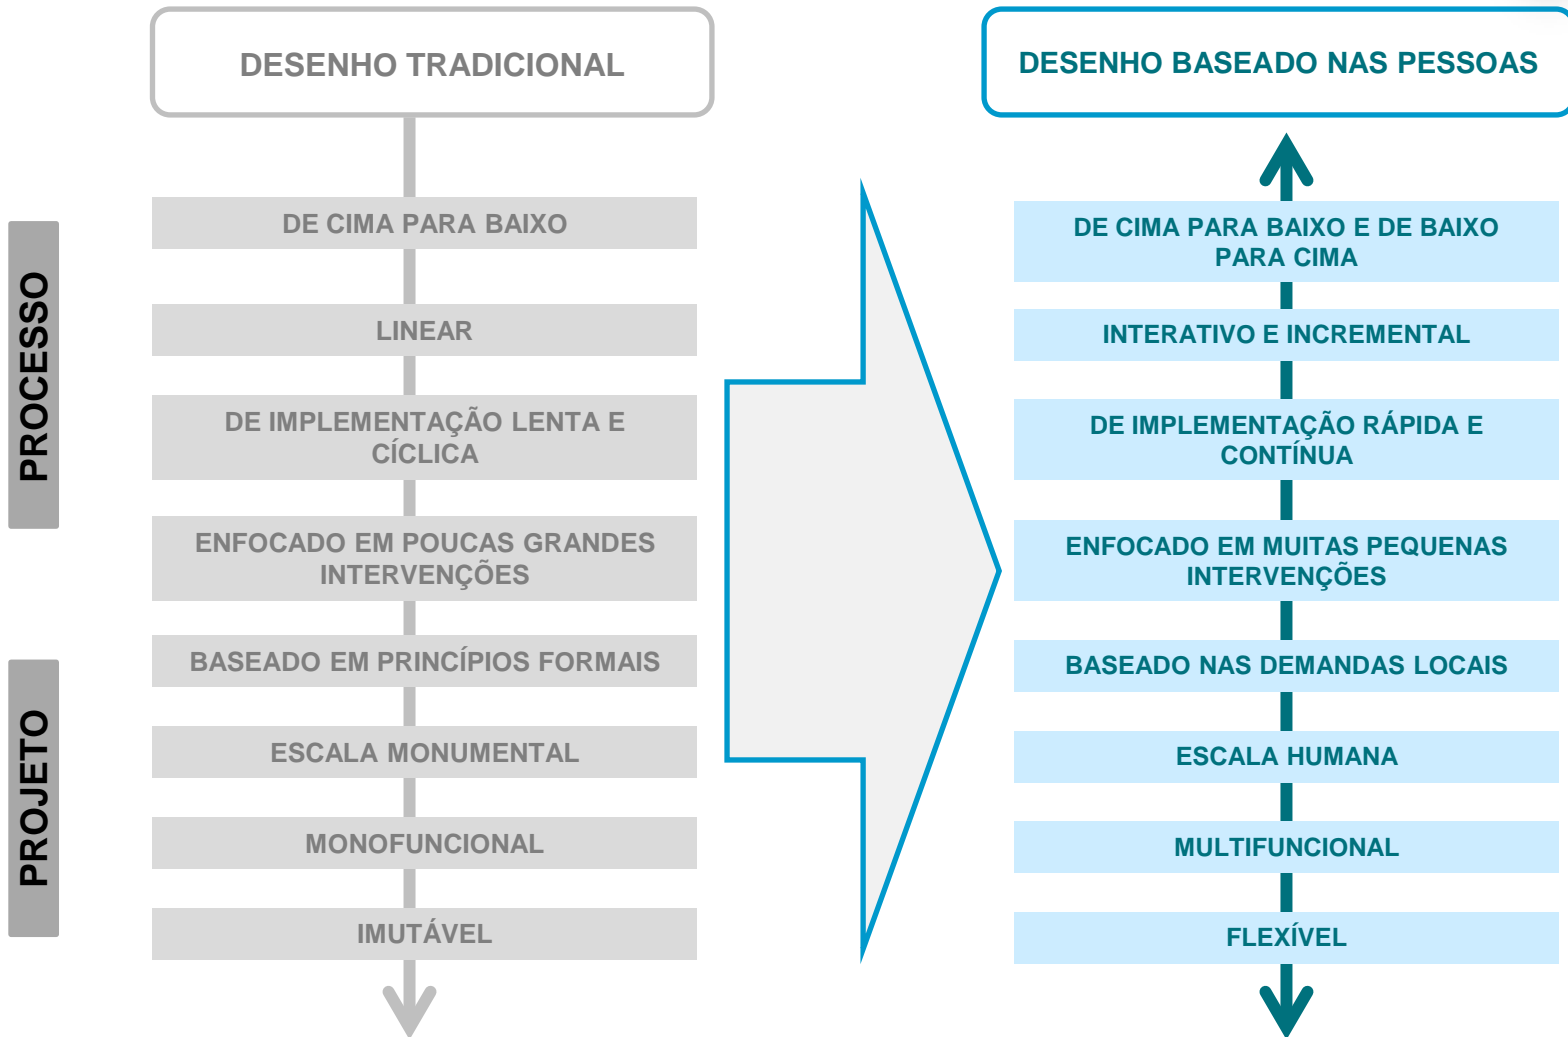 DESENHO TRADICIONAL
DESENHO BASEADO NAS PESSOAS
PROCESSO
DE CIMA PARA BAIXO
LINEAR
DE IMPLEMENTAÇÃO LENTA E
CÍCLICA
ENFOCADO EM POUCAS GRANDES
INTERVENÇÕES
PROJETO
BASEADO EM PRINCÍPIOS FORMAIS
ESCALA MONUMENTAL
MONOFUNCIONAL
IMUTÁVEL
DE CIMA PARA BAIXO E DE BAIXO
PARA CIMA
INTERATIVO E INCREMENTAL
DE IMPLEMENTAÇÃO RÁPIDA E
CONTÍNUA
ENFOCADO EM MUITAS PEQUENAS
INTERVENÇÕES
BASEADO NAS DEMANDAS LOCAIS
ESCALA HUMANA
MULTIFUNCIONAL
FLEXÍVEL